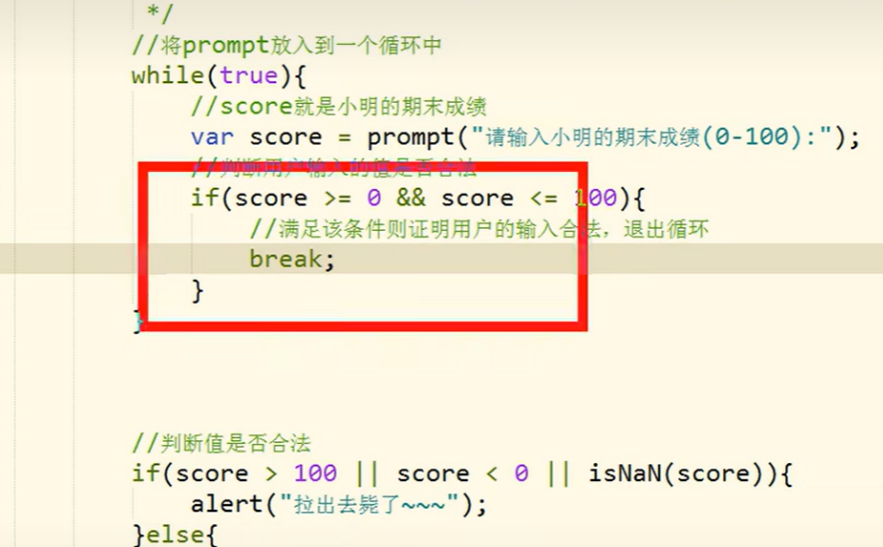 */
//将prompt放入到一个循环中
while(true){
//score就是小明的期末成绩
var score = prompt("请输入小明的期末成绩(0-100):");
//判断用户输入的值是否合法
if(score >= 0 && score <= 100){
//满足该条件则证明用户的输入合法，退出循环
break;
}
}
//判断值是否合法
if(score > 100 || score < 0 || isNaN(score)){
alert("拉出去毙了~~~");
}else{